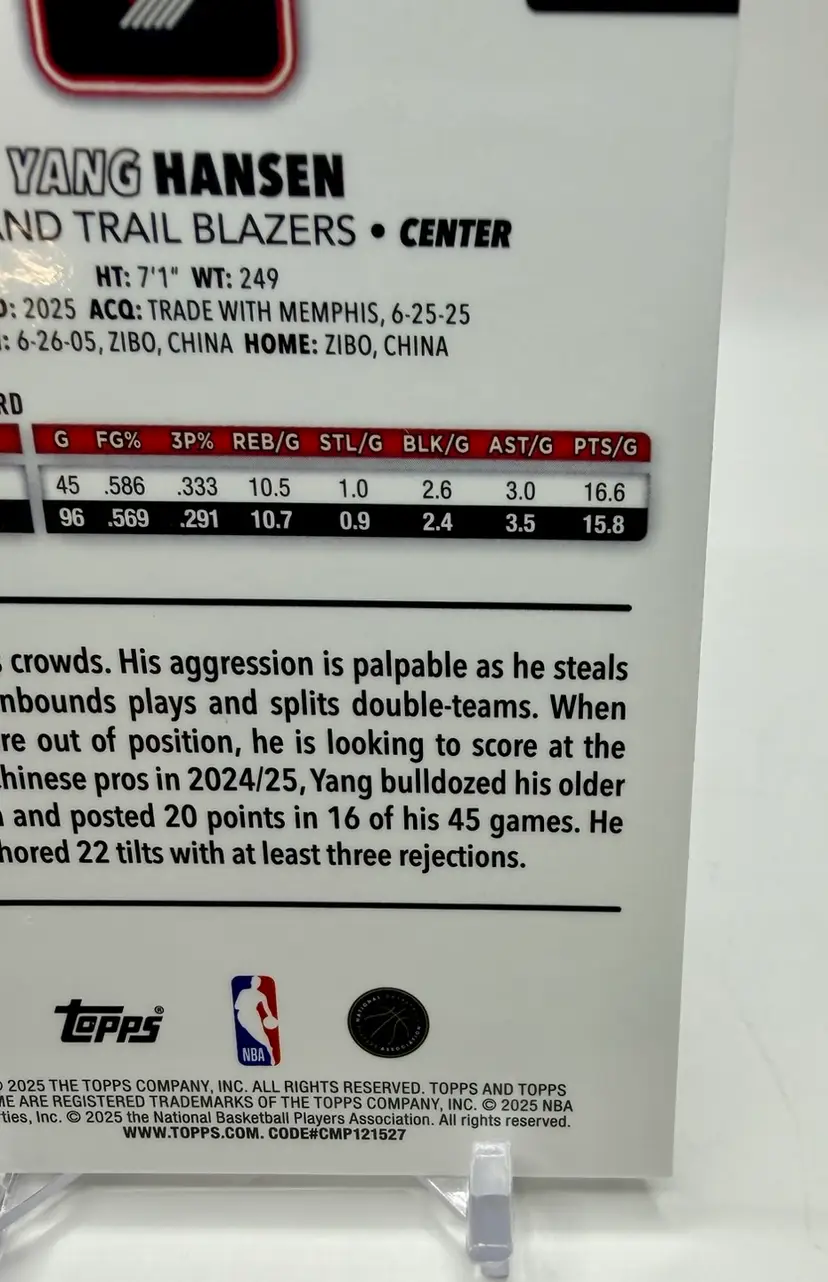 YANG HANSEN
ND TRAIL BLAZERS • CENTER
HT: 7'1" WT: 249
: 2025 ACQ: TRADE WITH MEMPHIS, 6-25-25
: 6-26-05, ZIBO, CHINA HOME: ZIBO, CHINA
RD
G FG% 3P% REB/G STL/G BLK/G AST/G PTS/G
45 .586 .333 10.5 1.0 2.6 3.0 16.6
96 .569 .291 10.7 0.9 2.4 3.5 15.8
crowds. His aggression is palpable as he steals
nbounds plays and splits double-teams. When
re out of position, he is looking to score at the
hinese pros in 2024/25, Yang bulldozed his older
and posted 20 points in 16 of his 45 games. He
hored 22 tilts with at least three rejections.
TOPPS®
NBA
2025 THE TOPPS COMPANY, INC. ALL RIGHTS RESERVED. TOPPS AND TOPPS
ME ARE REGISTERED TRADEMARKS OF THE TOPPS COMPANY, INC. © 2025 NBA
ties, Inc. © 2025 the National Basketball Players Association. All rights reserved.
WWW.TOPPS.COM. CODE#CMP121527